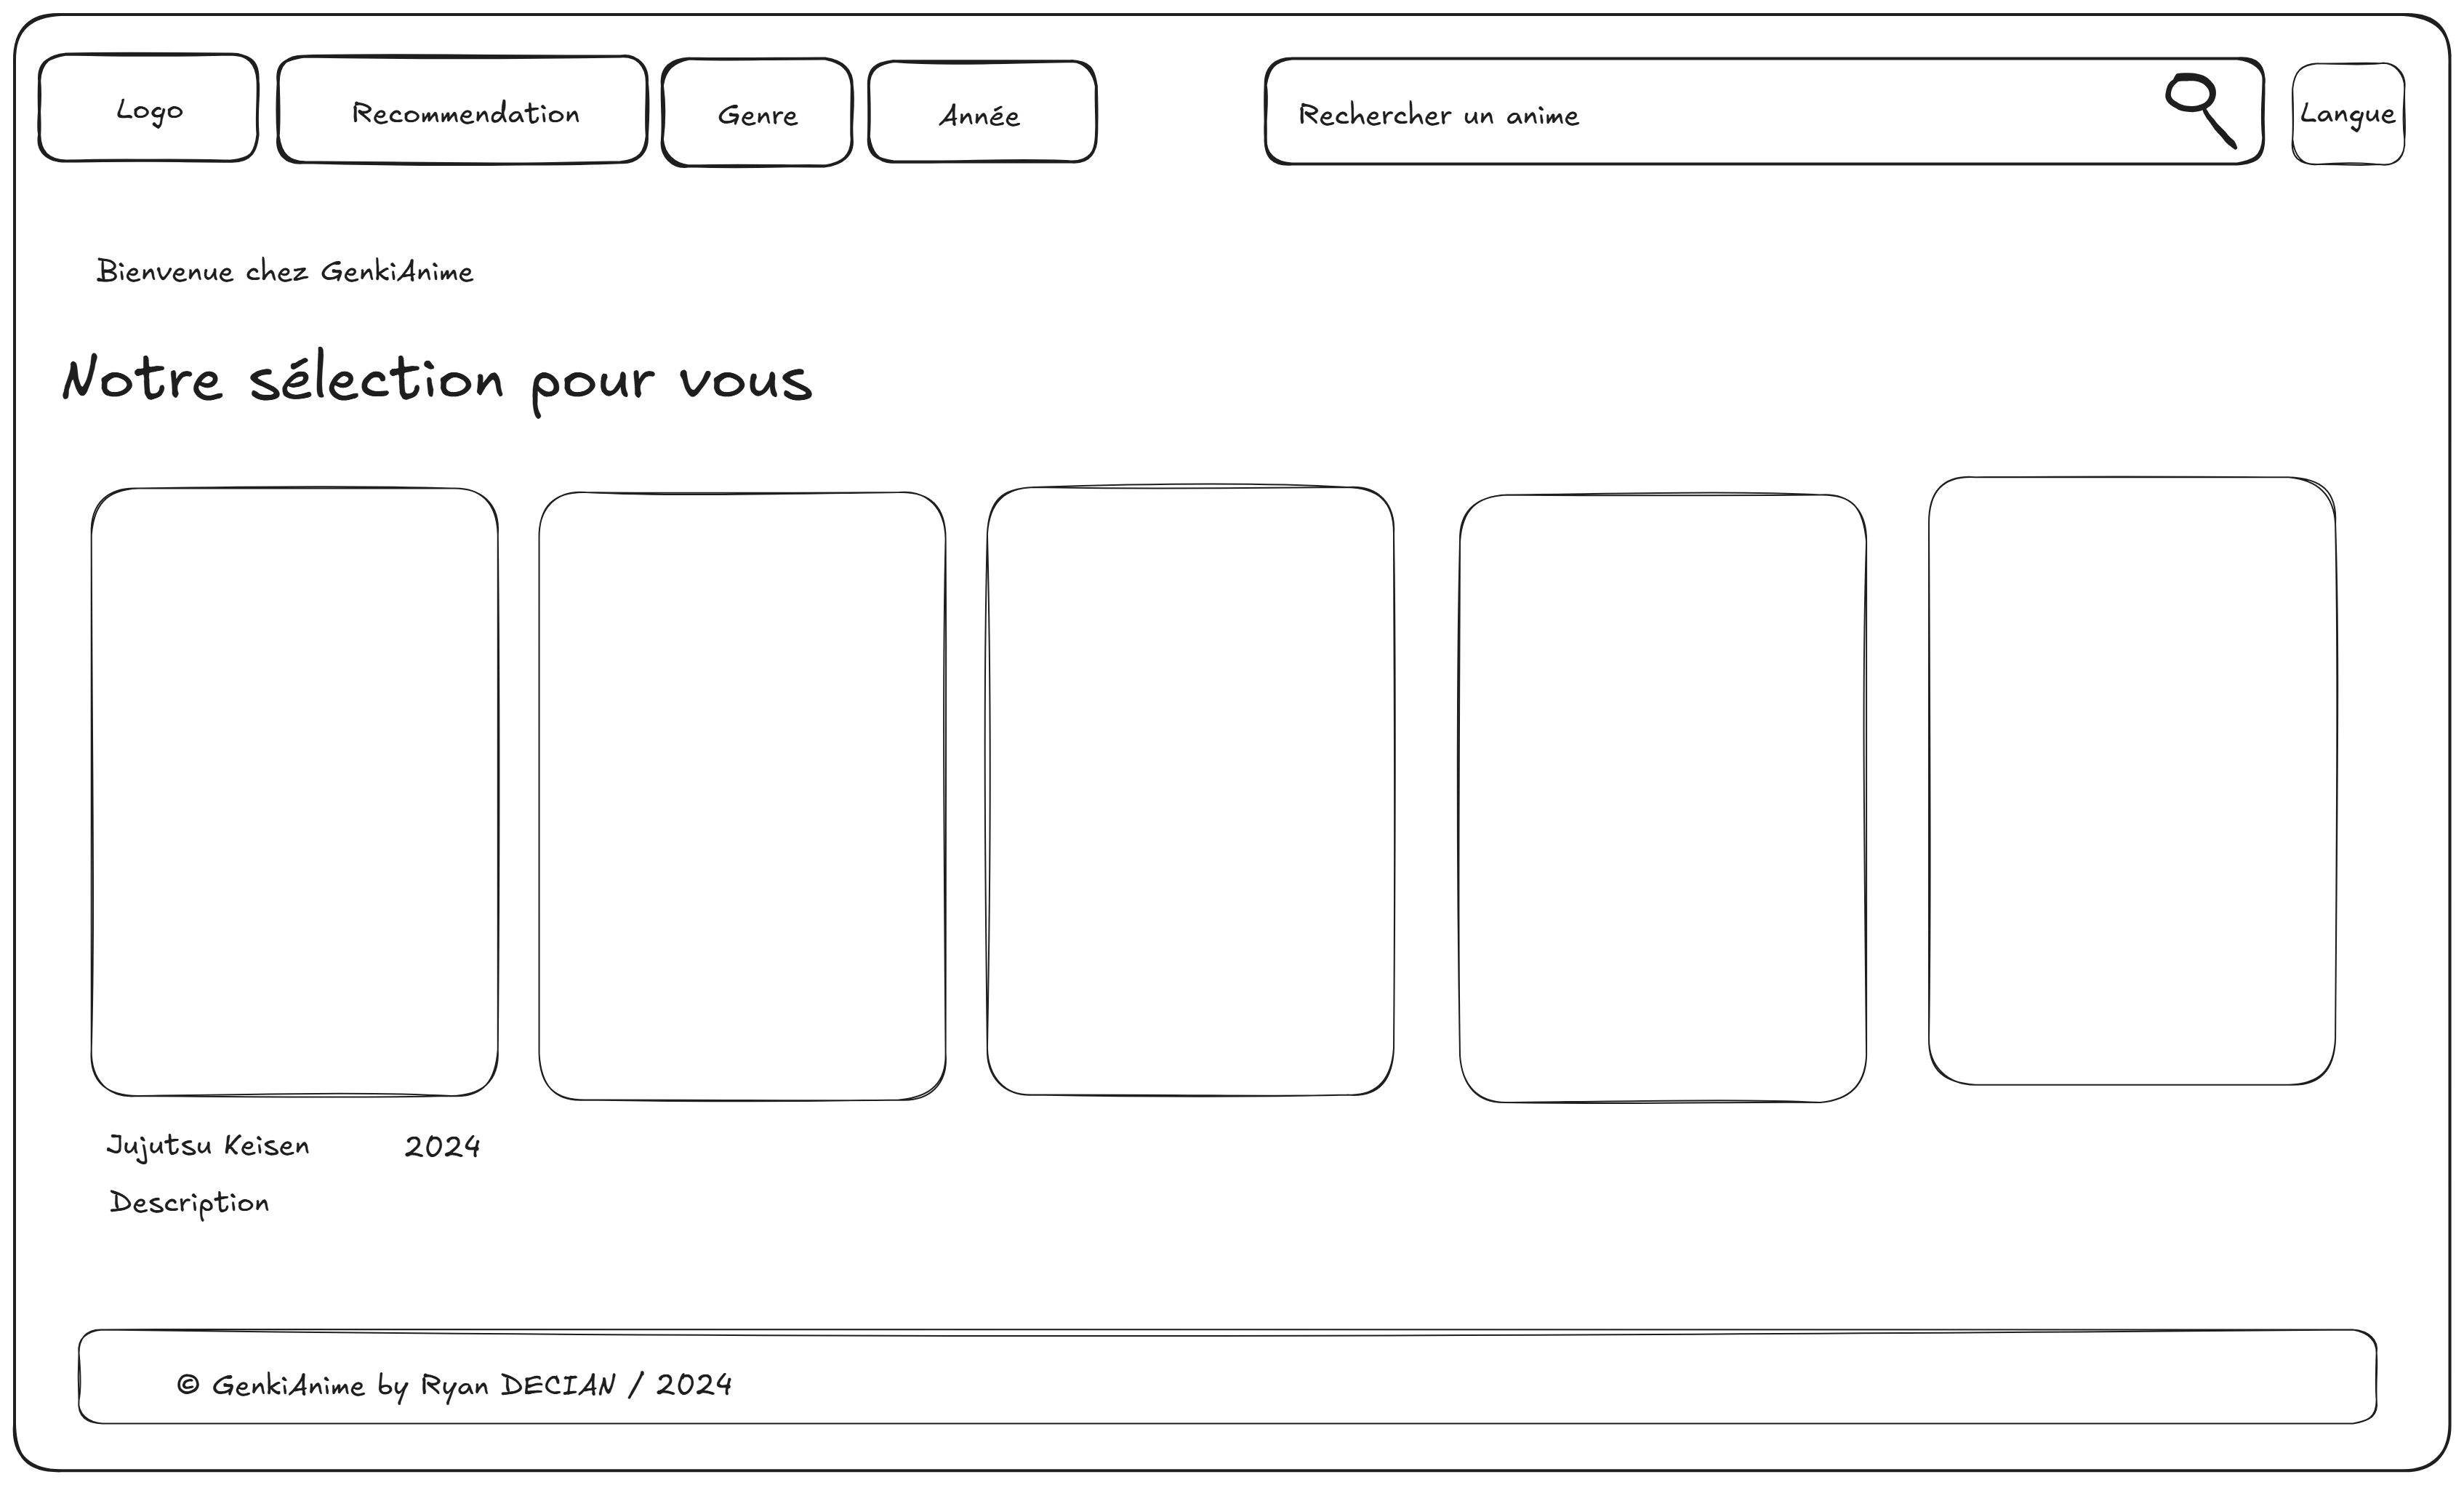 Logo
Recommendation
Genre
Année
Rechercher un anime
Langue
Bienvenue chez GenkiAnime
Notre sélection pour vous
Jujutsu Keisen 2024
Description
© GenkiAnime by Ryan DECIAN / 2024